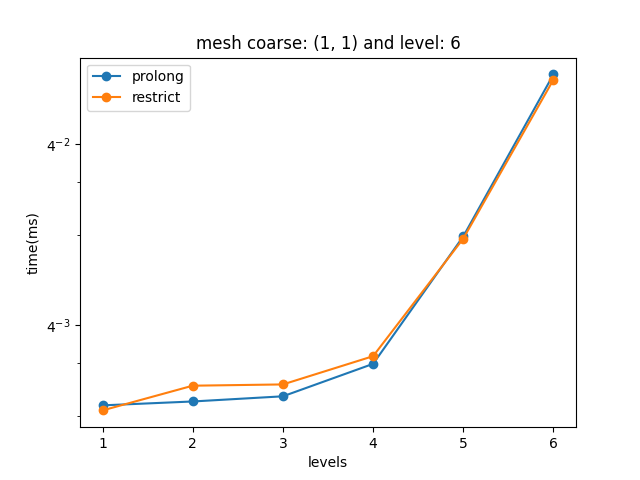 mesh coarse: (1, 1) and level: 6
prolong
restrict
4⁻²
4⁻³
time(ms)
1 2 3 4 5 6
levels